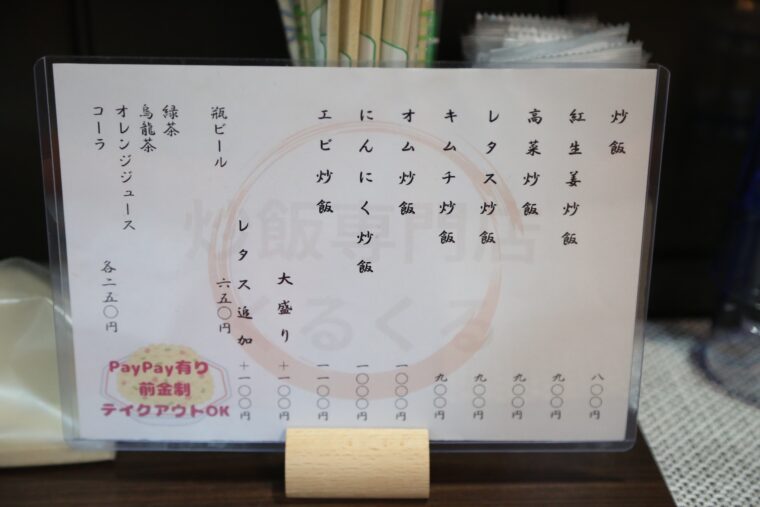 炒飯 八〇〇円
紅生姜炒飯 九〇〇円
高菜炒飯 九〇〇円
レタス炒飯 九〇〇円
キムチ炒飯 九〇〇円
オム炒飯 一〇〇〇円
にんにく炒飯 一〇〇〇円
エビ炒飯 一一〇〇円
大盛り +一〇〇円
レタス追加 +一〇〇円
瓶ビール 六五〇円
緑茶
烏龍茶
オレンジジュース
コーラ
各二五〇円
炒飯専門店
くるくる
PayPay有り
前金制
テイクアウトOK